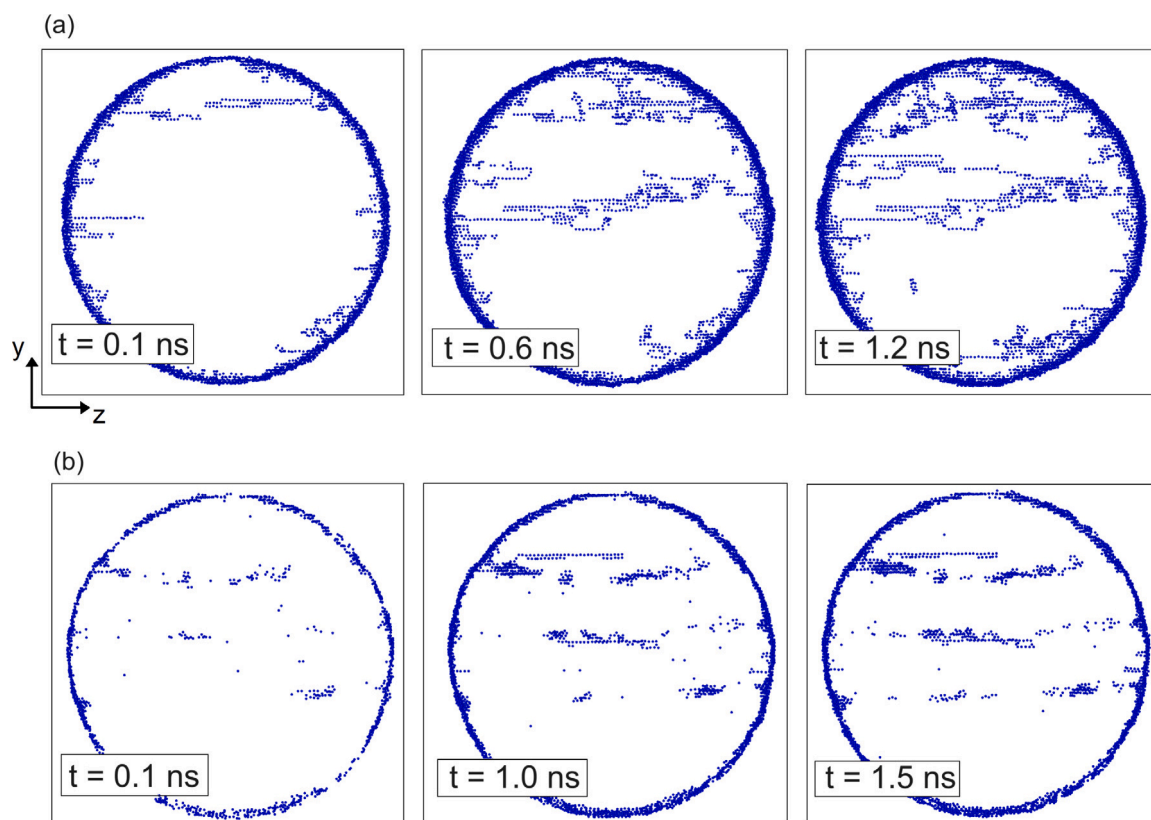 (a)
t = 0.1 ns
t = 0.6 ns
t = 1.2 ns
y
z
(b)
t = 0.1 ns
t = 1.0 ns
t = 1.5 ns